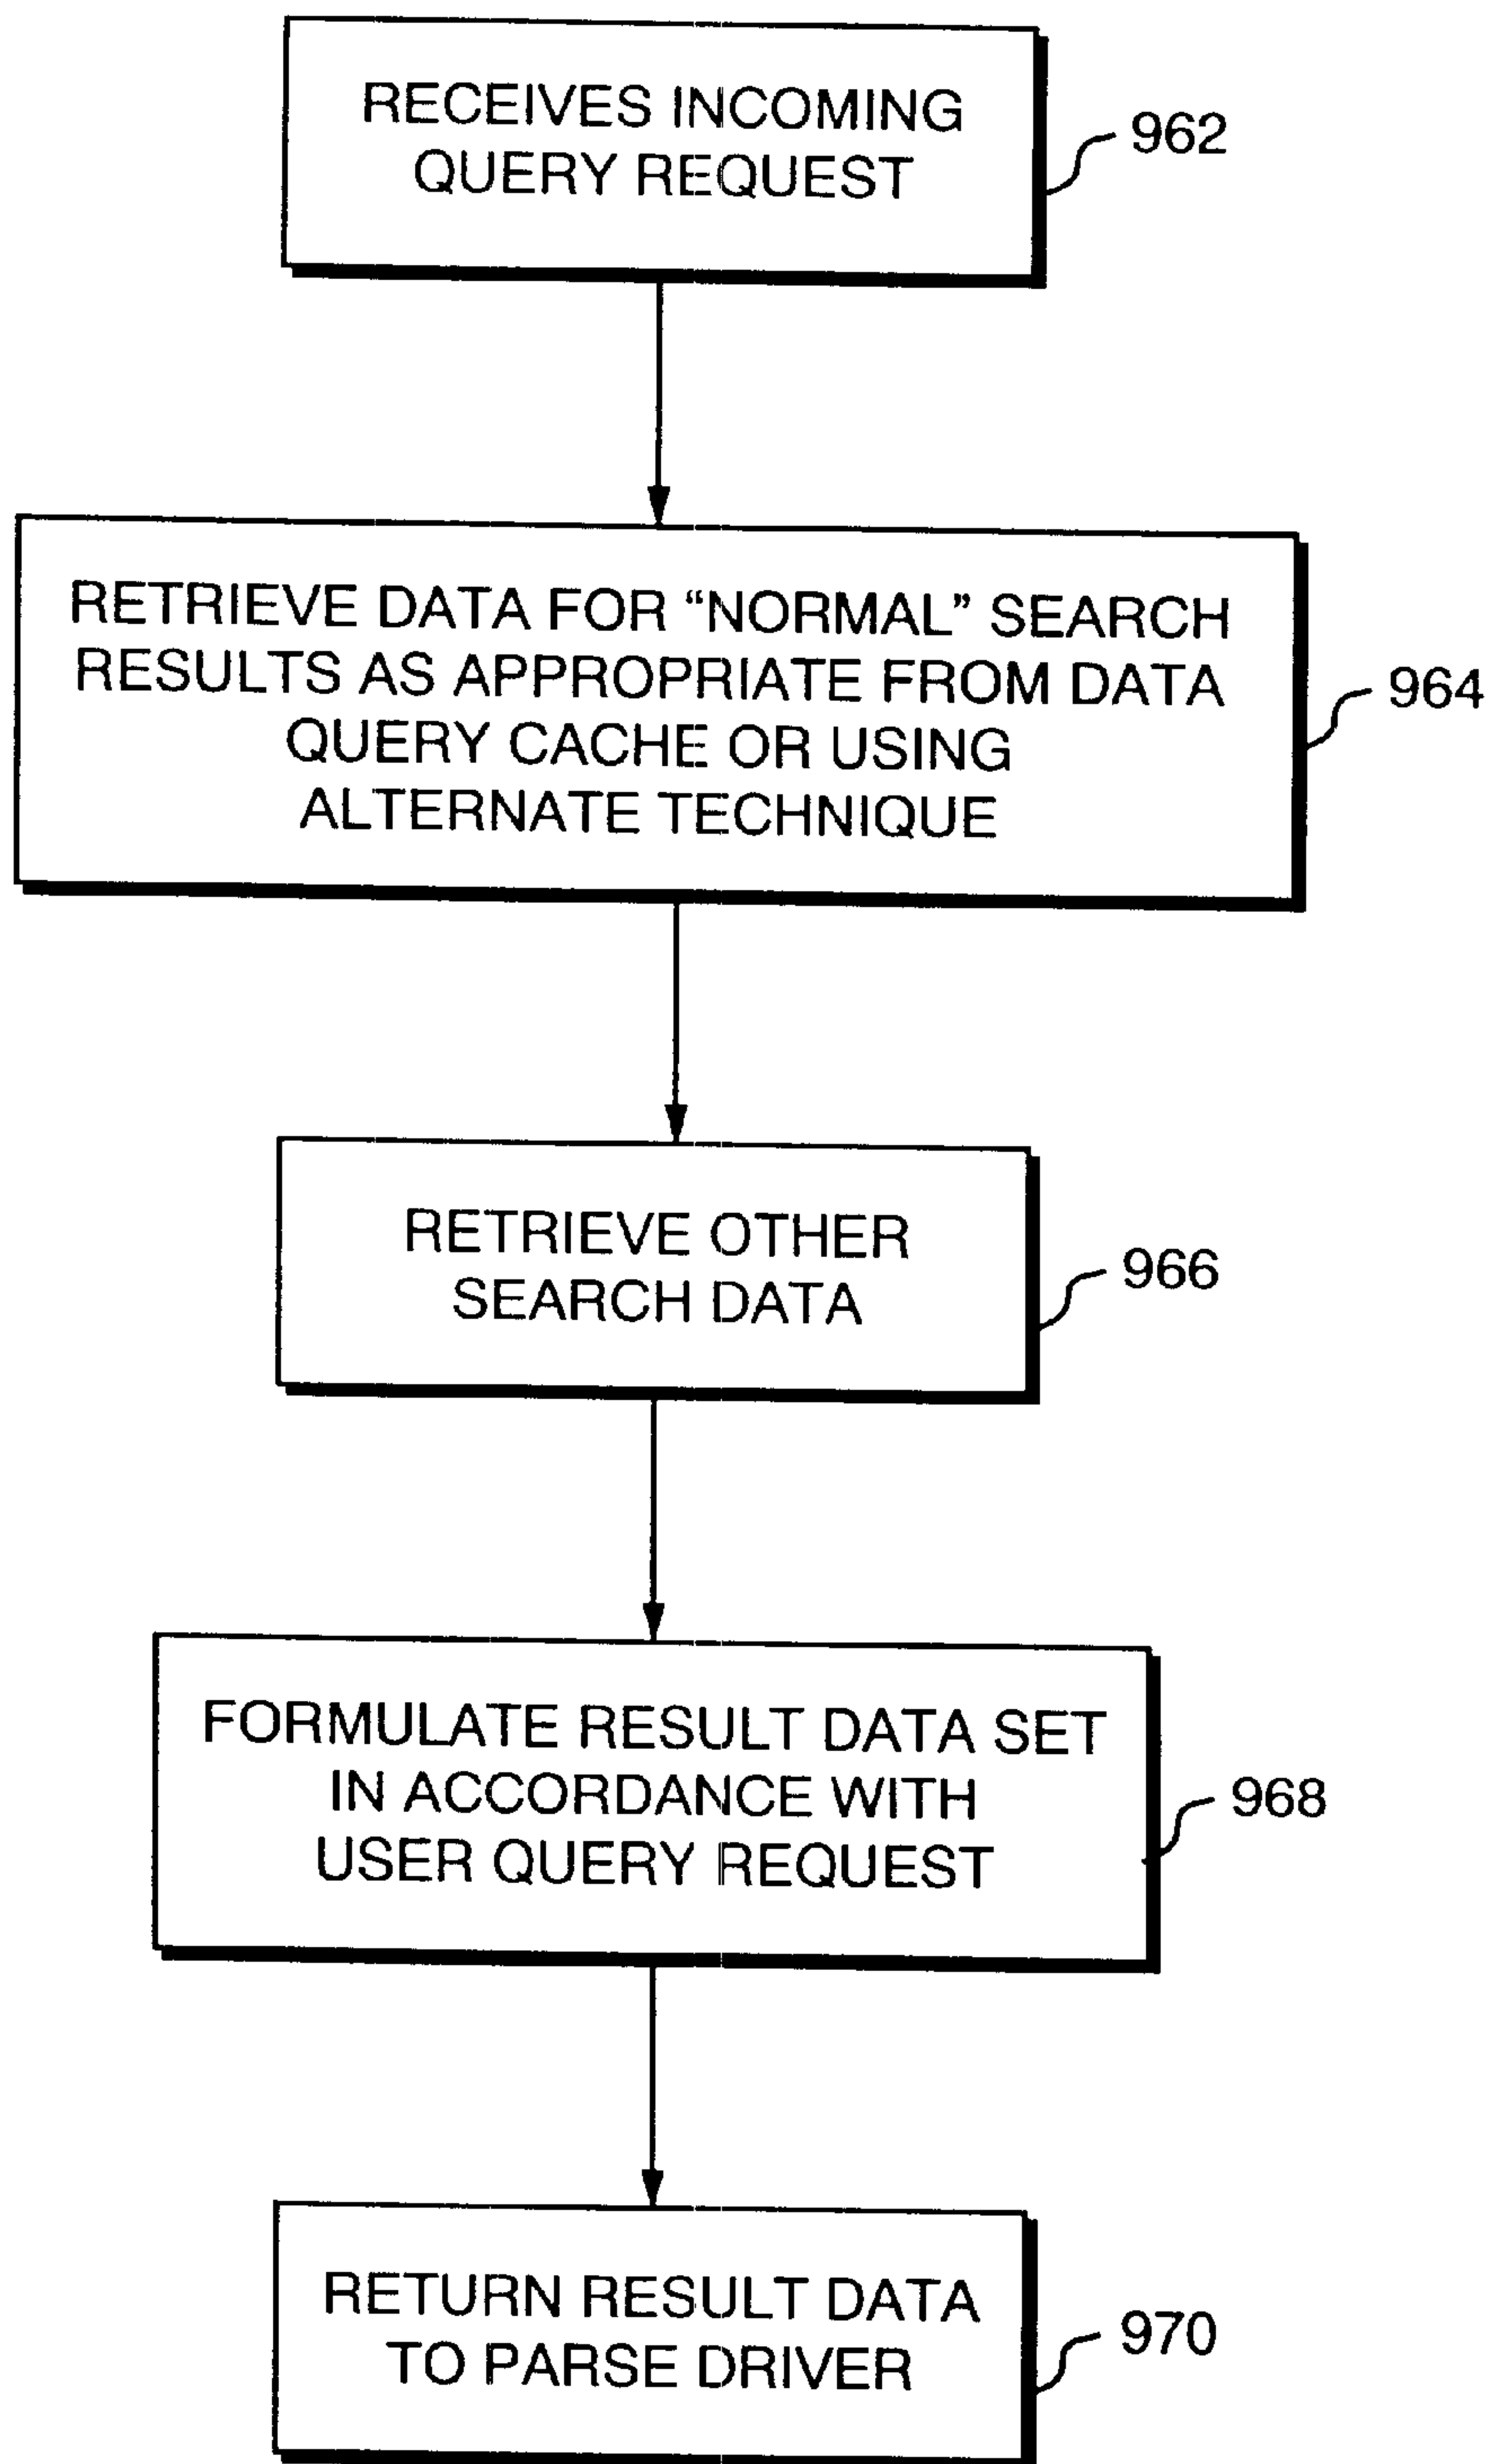 RECEIVES INCOMING
QUERY REQUEST
962
RETRIEVE DATA FOR “NORMAL” SEARCH
RESULTS AS APPROPRIATE FROM DATA
QUERY CACHE OR USING
ALTERNATE TECHNIQUE
964
RETRIEVE OTHER
SEARCH DATA
966
FORMULATE RESULT DATA SET
IN ACCORDANCE WITH
USER QUERY REQUEST
968
RETURN RESULT DATA
TO PARSE DRIVER
970